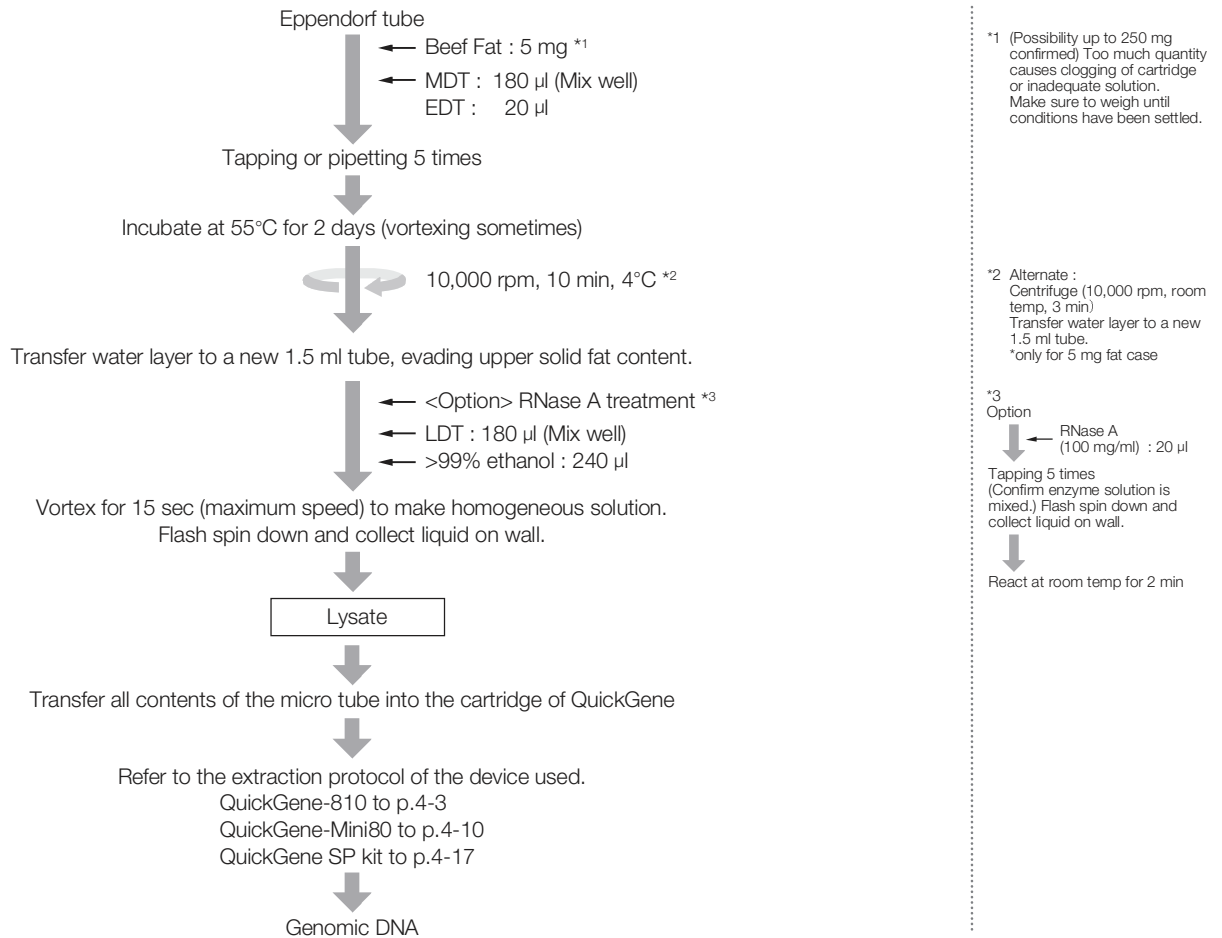 Eppendorf tube
Beef Fat : 5 mg *1
MDT : 180 µl (Mix well)
EDT : 20 µl
Tapping or pipetting 5 times
Incubate at 55°C for 2 days (vortexing sometimes)
10,000 rpm, 10 min, 4°C *2
Transfer water layer to a new 1.5 ml tube, evading upper solid fat content.
<Option> RNase A treatment *3
LDT : 180 µl (Mix well)
>99% ethanol : 240 µl
Vortex for 15 sec (maximum speed) to make homogeneous solution.
Flash spin down and collect liquid on wall.
Lysate
Transfer all contents of the micro tube into the cartridge of QuickGene
Refer to the extraction protocol of the device used.
QuickGene-810 to p.4-3
QuickGene-Mini80 to p.4-10
QuickGene SP kit to p.4-17
Genomic DNA
*1 (Possibility up to 250 mg
confirmed) Too much quantity
causes clogging of cartridge
or inadequate solution.
Make sure to weigh until
conditions have been settled.
*2 Alternate :
Centrifuge (10,000 rpm, room
temp, 3 min)
Transfer water layer to a new
1.5 ml tube.
*only for 5 mg fat case
*3
Option
RNase A
(100 mg/ml) : 20 µl
Tapping 5 times
(Confirm enzyme solution is
mixed.) Flash spin down and
collect liquid on wall.
React at room temp for 2 min